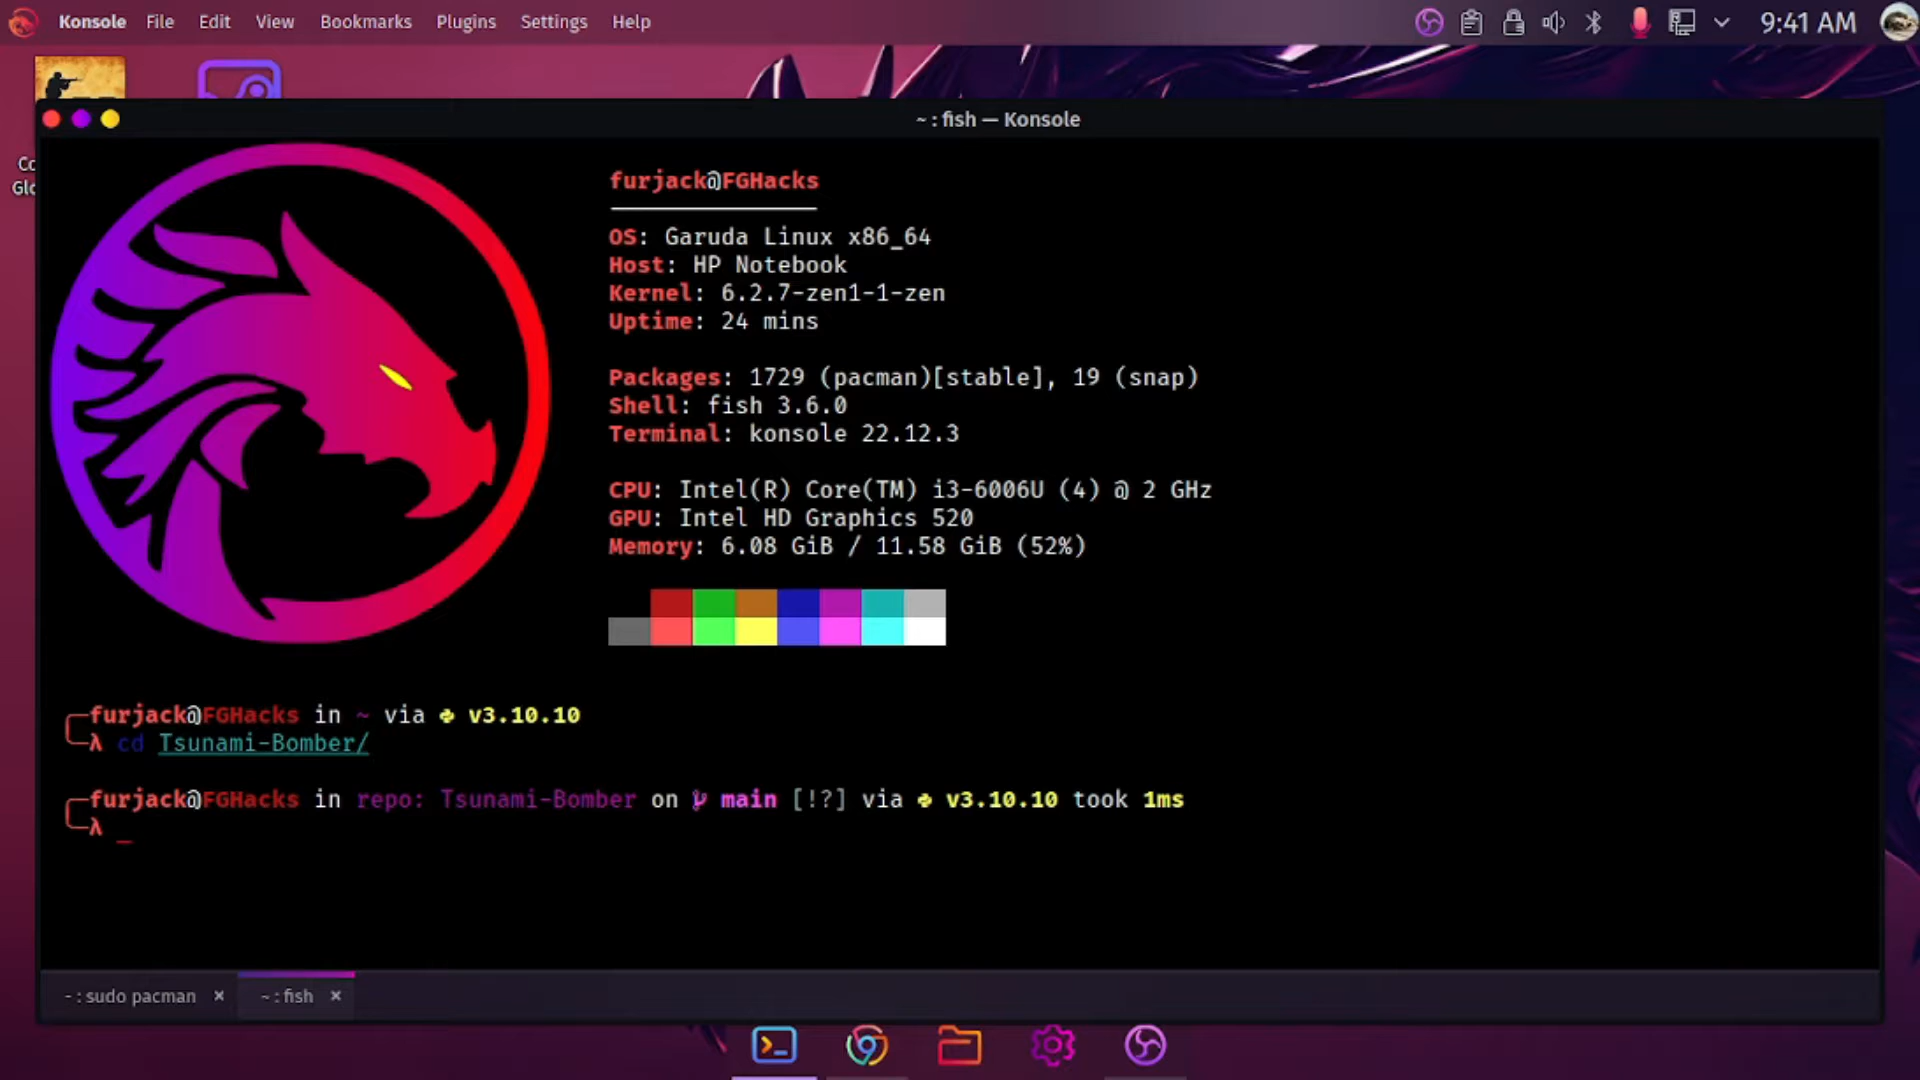 Konsole File Edit View Bookmarks Plugins Settings Help 9:41 AM
~ : fish — Konsole
furjack@FGHacks
OS: Garuda Linux x86_64
Host: HP Notebook
Kernel: 6.2.7-zen1-1-zen
Uptime: 24 mins
Packages: 1729 (pacman)[stable], 19 (snap)
Shell: fish 3.6.0
Terminal: konsole 22.12.3
CPU: Intel(R) Core(TM) i3-6006U (4) @ 2 GHz
GPU: Intel HD Graphics 520
Memory: 6.08 GiB / 11.58 GiB (52%)
furjack@FGHacks in ~ via v3.10.10
λ cd Tsunami-Bomber/
furjack@FGHacks in repo: Tsunami-Bomber on main [!?] via v3.10.10 took 1ms
λ _
- : sudo pacman × ~ : fish ×